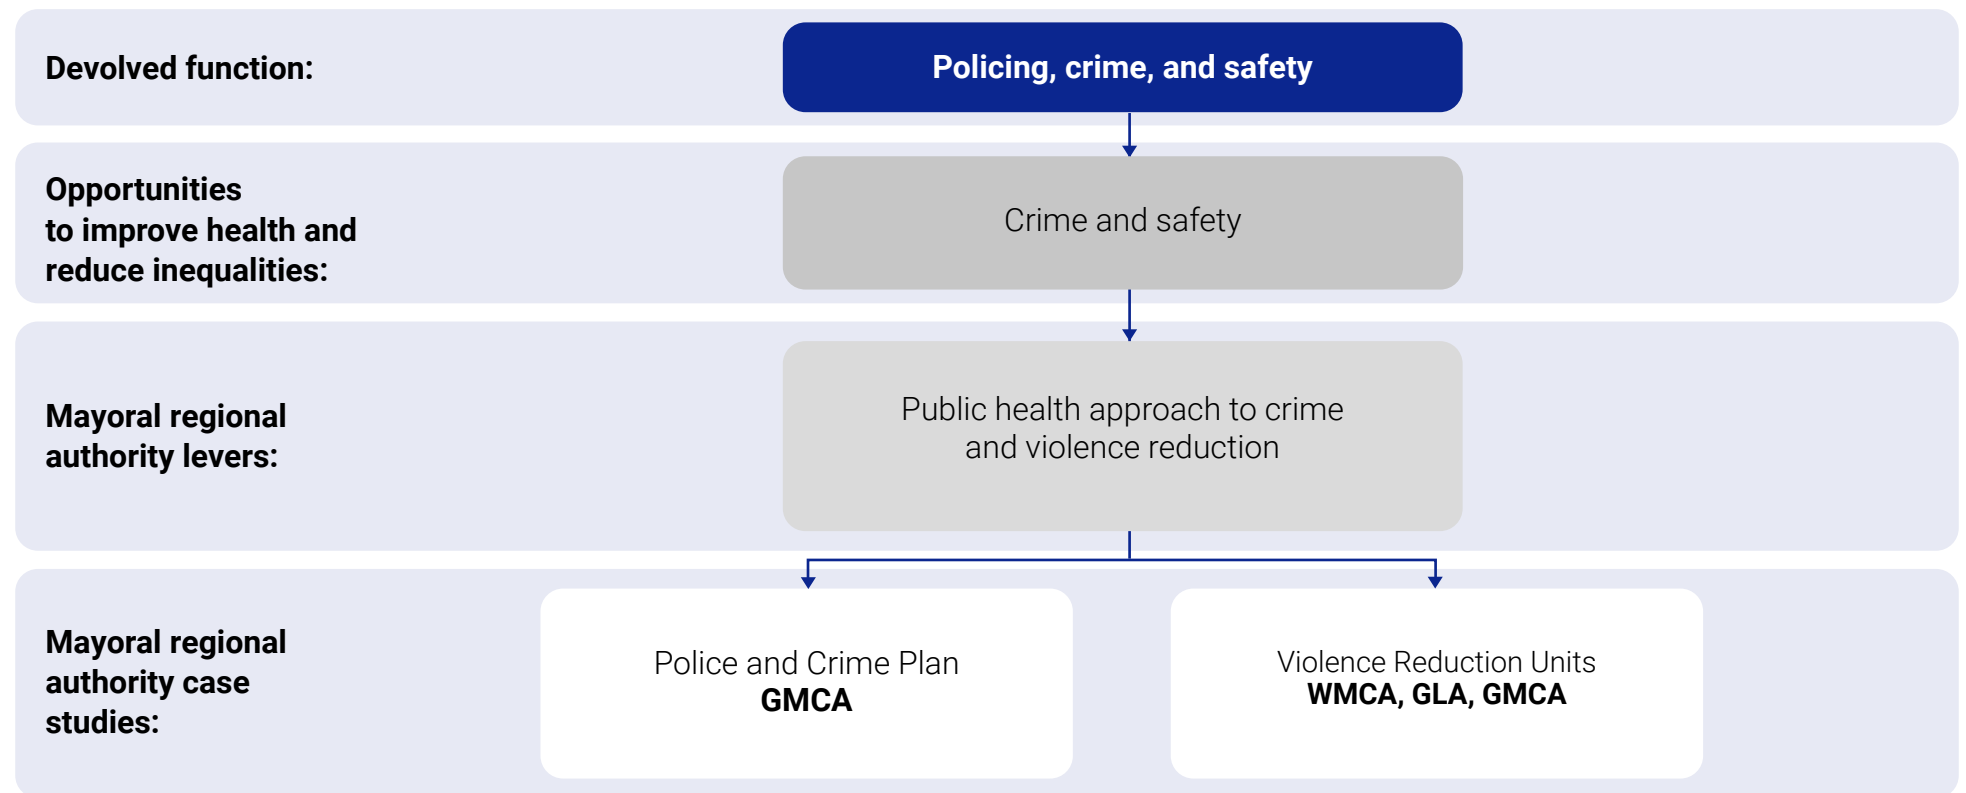 Devolved function:
Policing, crime, and safety
Opportunities
to improve health and
reduce inequalities:
Crime and safety
Mayoral regional
authority levers:
Public health approach to crime
and violence reduction
Mayoral regional
authority case
studies:
Police and Crime Plan
GMCA
Violence Reduction Units
WMCA, GLA, GMCA